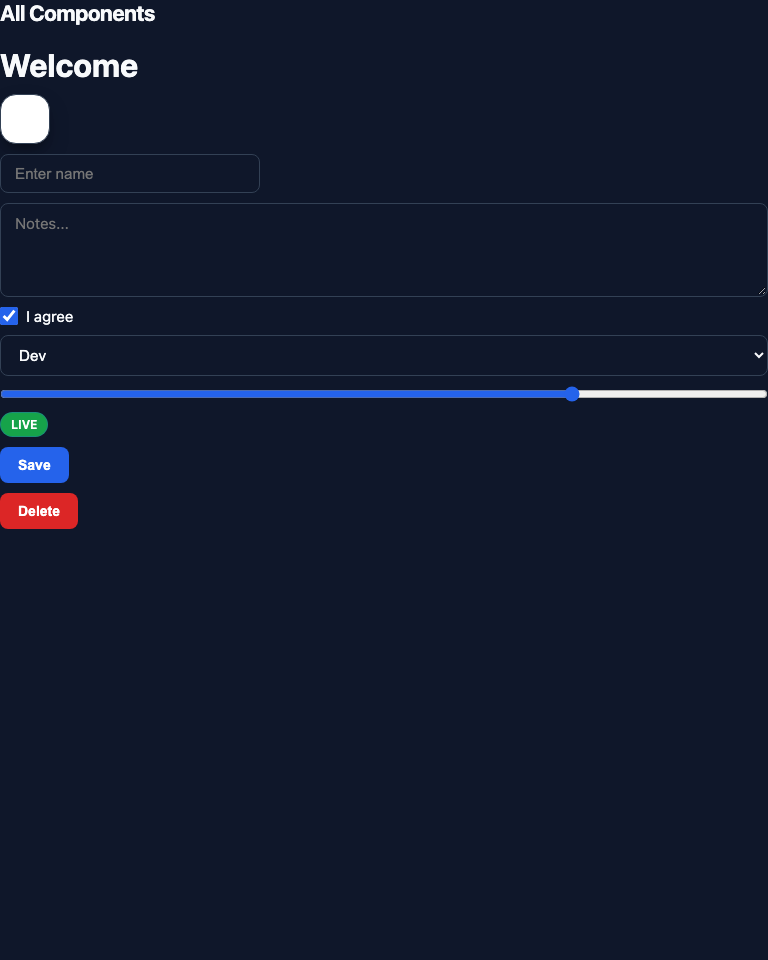 All Components
Welcome
Enter name
Notes...
I agree
Dev
LIVE
Save
Delete